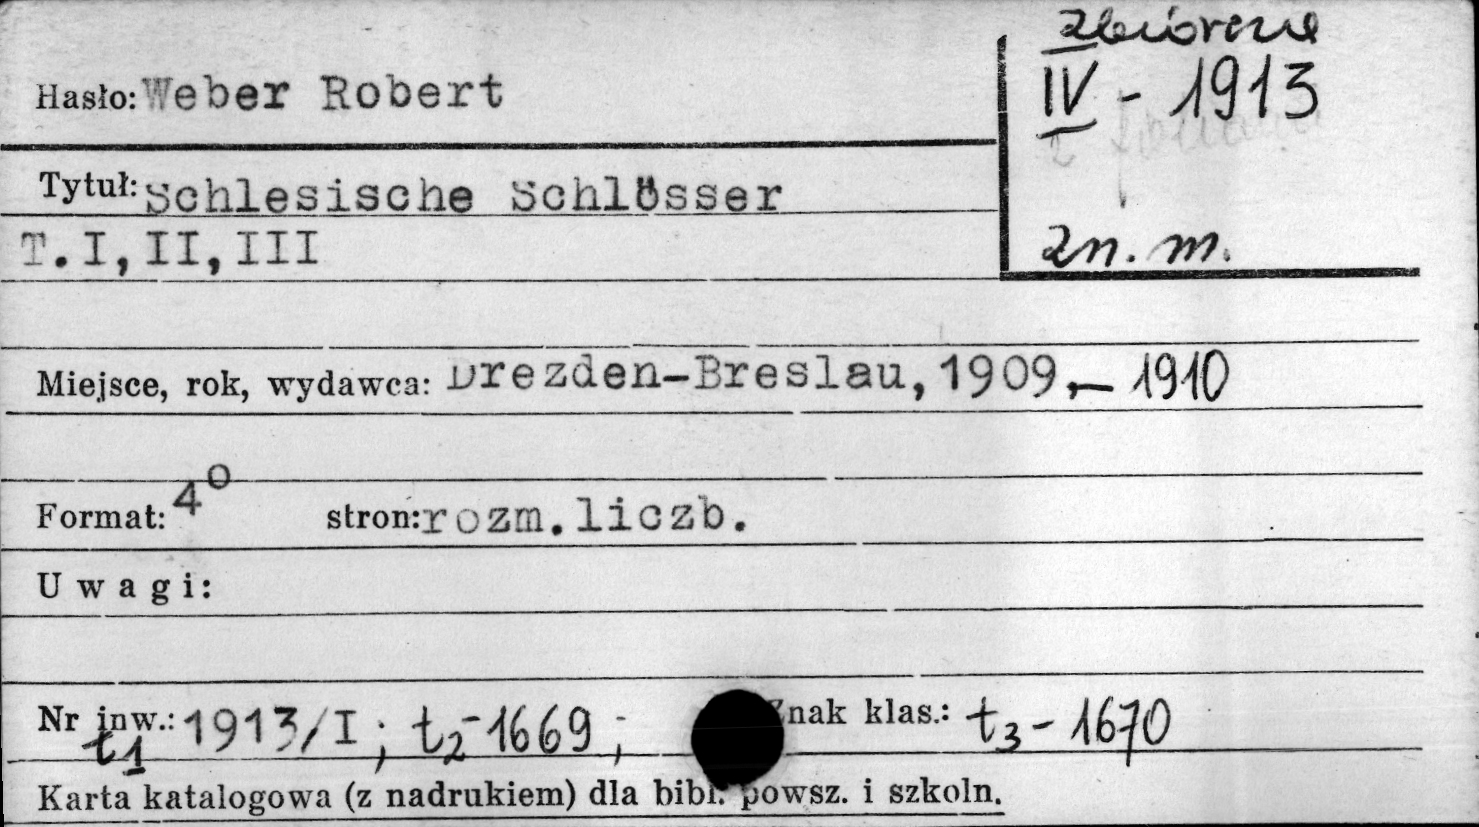 zbiorcze
Hasło: Weber Robert
IV - 1913
Tytuł: Schlesische Schlösser
T.I,II,III
zn. m.
Miejsce, rok, wydawca: Drezden-Breslau,1909,- 1910
Format: 4º stron: rozm.liczb.
Uwagi:
Nr inw.: 1913/I; t2-1669; Znak klas.: t3-1670
t1
Karta katalogowa (z nadrukiem) dla bibl. powsz. i szkoln.